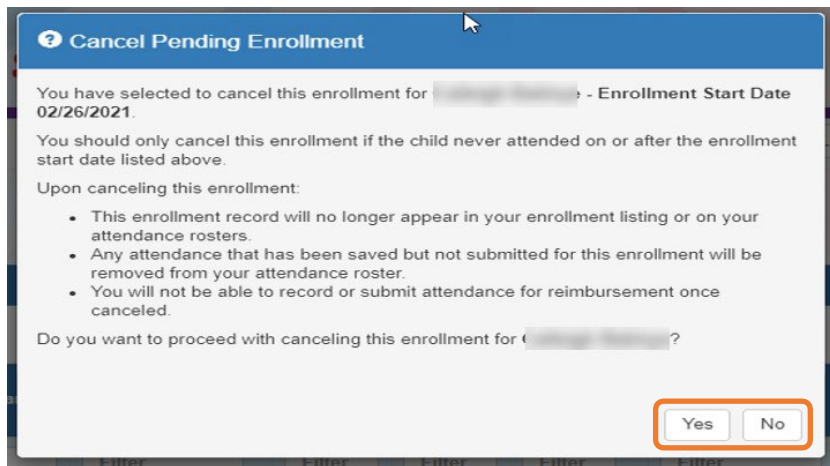 Cancel Pending Enrollment
You have selected to cancel this enrollment for - Enrollment Start Date
02/26/2021.
You should only cancel this enrollment if the child never attended on or after the enrollment
start date listed above.
Upon canceling this enrollment:
• This enrollment record will no longer appear in your enrollment listing or on your
attendance rosters.
• Any attendance that has been saved but not submitted for this enrollment will be
removed from your attendance roster.
• You will not be able to record or submit attendance for reimbursement once
canceled.
Do you want to proceed with canceling this enrollment for ?
Yes No
Filter Filter Filter Filter Filter